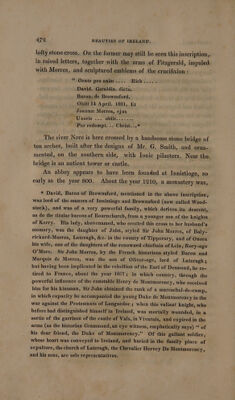 472 BEAUTIES OF IRELAND.
lofty stone cross. On the former may still be seen this inscription,
in raised letters, together with the arms of Fitzgerald, impaled
with Morres, and sculptured emblems of the crucifixion:
" Orate pro anim .... Rich .....
David. Geraldin. dicti.
Baron. de Brownsford.
Obiit 14 April. 1621. Et
Joannæ Morres, ejus
Uxoris ... obiit.......
Pro redempt ... Christ....*
The river Nore is here crossed by a handsome stone bridge of
ten arches, built after the designs of Mr. G. Smith, and orna-
mented, on the southern side, with Ionic pilasters. Near the
bridge is an antient tower or castle.
An abbey appears to have been founded at Inistioge, so
early as the year 800. About the year 1210, a monastery was,
* David, Baron of Brownsford, mentioned in the above inscription,
was lord of the manors of Inistioge and Brownsford (now called Wood-
stock), and was of a very powerful family, which derives its descent,
as do the titular barons of Bournchurch, from a younger son of the knights
of Kerry. His lady, abovenamed, who erected this cross to her husband's
memory, was the daughter of John, styled Sir John Morres, of Baly-
rickard-Morres, Lateragh, &c. in the county of Tipperary, and of Grania
his wife, one of the daughters of the renowned chieftain of Leix, Rory-oge
O'More. Sir John Morres, by the French historians styled Baron and
Marquis de Morres, was the son of Oliver-oge, lord of Lateragh;
but having been implicated in the rebellion of the Earl of Desmond, he re-
tired to France, about the year 1571; in which country, through the
powerful influence of the constable Henry de Montmorency, who received
him for his kinsman, Sir John obtained the rank of a marechal-de-camp,
in which capacity he accompanied the young Duke de Montmorency in the
war against the Protestants of Languedoc; when this valiant knight, who
before had distinguished himself in Ireland, was mortally wounded, in a
sortie of the garrison of the castle of Vals, in Vivarais, and expired in the
arms (as the historian Grammond, an eye witness, emphatically says) " of
his dear friend, the Duke of Montmorency." Of this gallant soldier,
whose heart was conveyed to Ireland, and buried in the family place of
sepulture, the church of Lateragh, the Chevalier Hervey De Montmorency,
and his sons, are sole representatives.